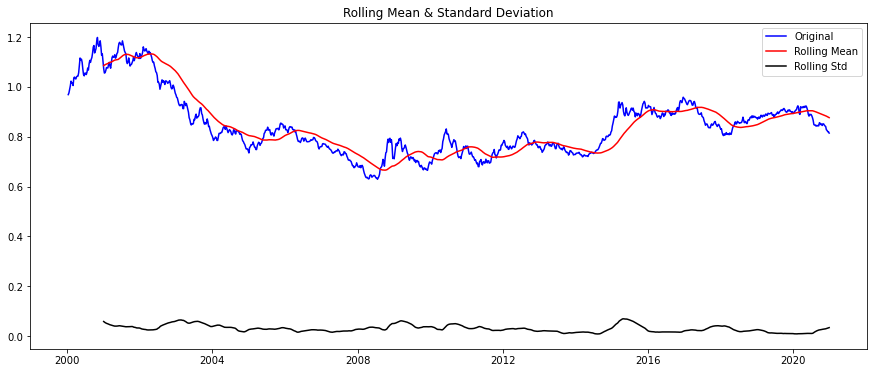 Rolling Mean & Standard Deviation
Original
Rolling Mean
Rolling Std
1.2
1.0
0.8
0.6
0.4
0.2
0.0
2000 2004 2008 2012 2016 2020